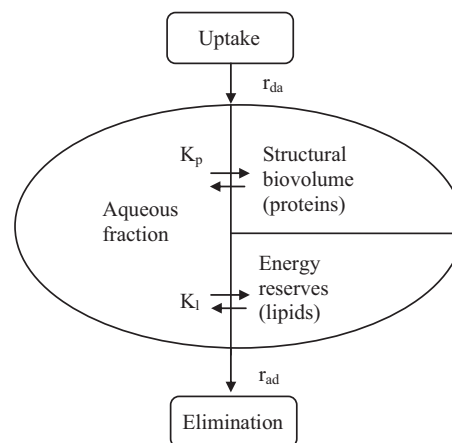 Uptake
r_da
K_p
Structural
biovolume
(proteins)
Aqueous
fraction
Energy
reserves
(lipids)
K_l
r_ad
Elimination